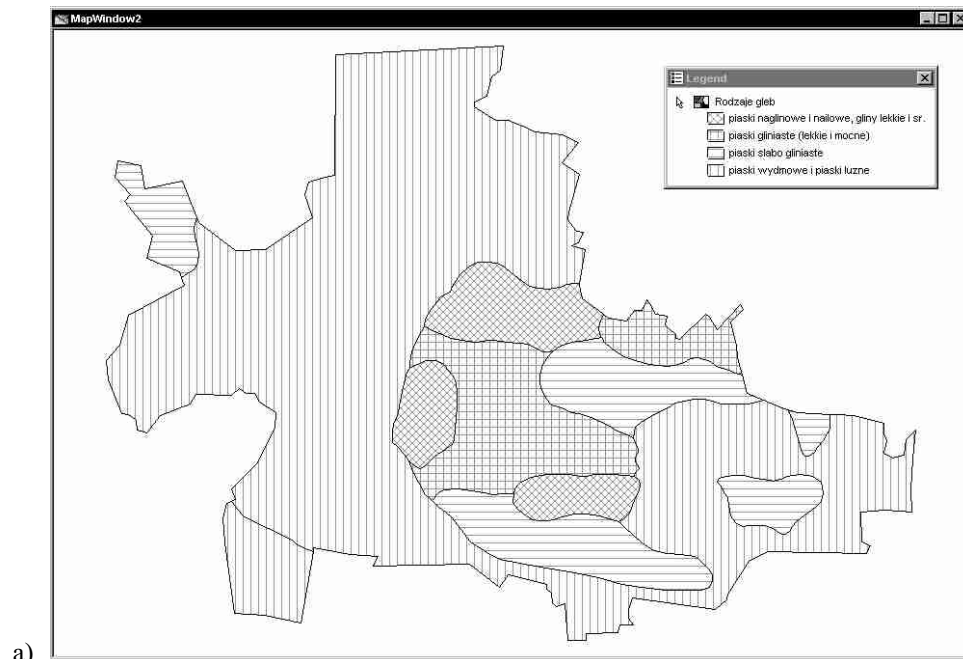 MapWindow2
Legend
Rodzaje gleb
piaski naglinowe i nailowe, gliny lekkie i sr.
piaski gliniaste (lekkie i mocne)
piaski slabo gliniaste
piaski wydmowe i piaski luzne
a)